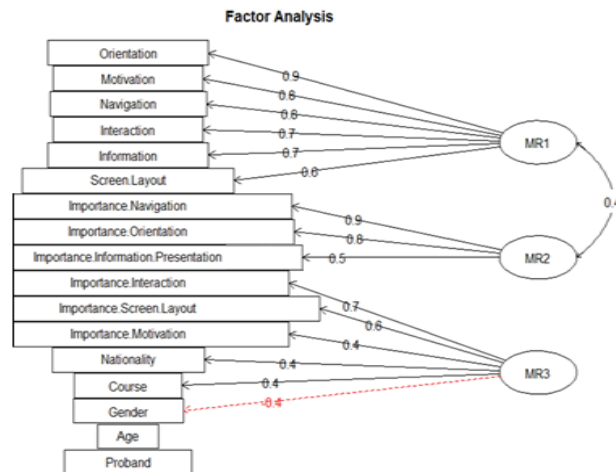 Factor Analysis
Orientation
0.9
Motivation
0.8
Navigation
0.8
Interaction
0.7
MR1
Information
0.7
Screen.Layout
0.6
Importance.Navigation
0.9
0.4
Importance.Orientation
0.8
Importance.Information.Presentation
0.5
MR2
Importance.Interaction
0.7
Importance.Screen.Layout
0.6
Importance.Motivation
0.4
Nationality
0.4
MR3
Course
0.4
Gender
-0.4
Age
Proband